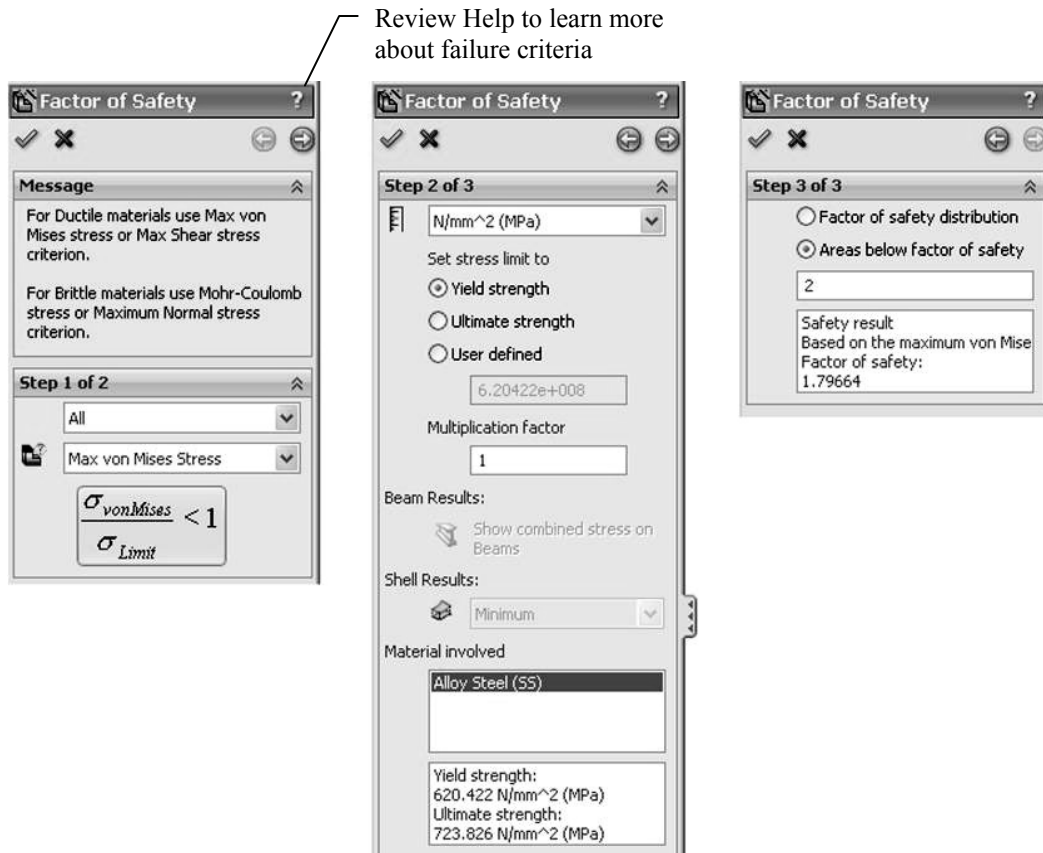 Review Help to learn more
about failure criteria
Factor of Safety ?
Message
For Ductile materials use Max von
Mises stress or Max Shear stress
criterion.
For Brittle materials use Mohr-Coulomb
stress or Maximum Normal stress
criterion.
Step 1 of 2
All
Max von Mises Stress
σ vonMises
σ Limit
< 1
Factor of Safety ?
Step 2 of 3
N/mm^2 (MPa)
Set stress limit to
Yield strength
Ultimate strength
User defined
6.20422e+008
Multiplication factor
1
Beam Results:
Show combined stress on
Beams
Shell Results:
Minimum
Material involved
Alloy Steel (SS)
Yield strength:
620.422 N/mm^2 (MPa)
Ultimate strength:
723.826 N/mm^2 (MPa)
Factor of Safety ?
Step 3 of 3
Factor of safety distribution
Areas below factor of safety
2
Safety result
Based on the maximum von Mise
Factor of safety:
1.79664